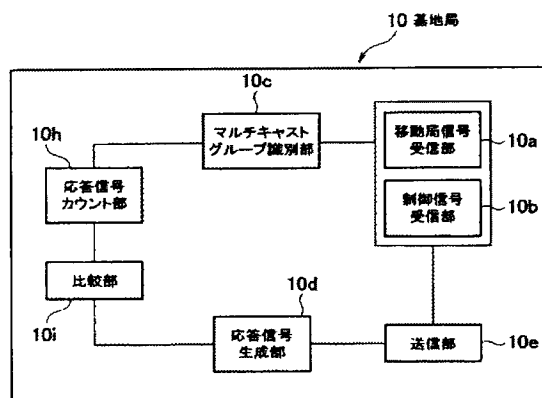 10 基地局
10c
マルチキャスト
グループ識別部
10h
応答信号
カウント部
移動局信号
受信部
10a
制御信号
受信部
10b
比較部
10i
10d
応答信号
生成部
送信部
10e